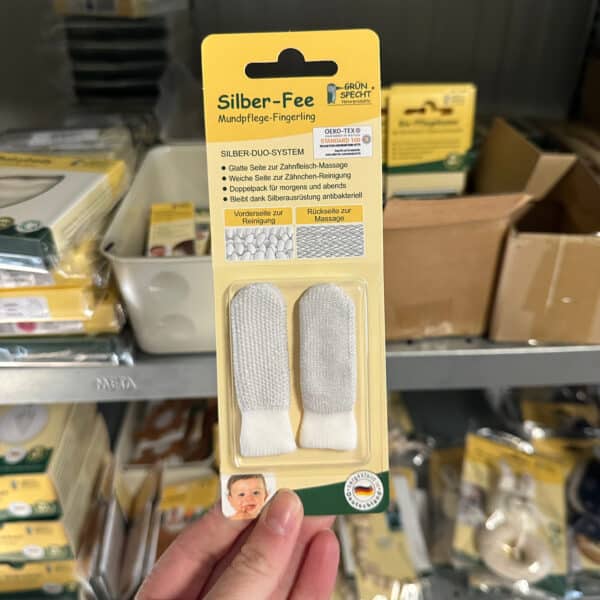 Silber-Fee
Mundpflege-Fingerling
GRÜN
SPECHT
OEKO-TEX®
STANDARD 100
SILBER-DUO-SYSTEM
• Glatte Seite zur Zahnfleisch-Massage
• Weiche Seite zur Zähnchen-Reinigung
• Doppelpack für morgens und abends
• Bleibt dank Silberausrüstung antibakteriell
Vorderseite zur
Reinigung
Rückseite zur
Massage
META